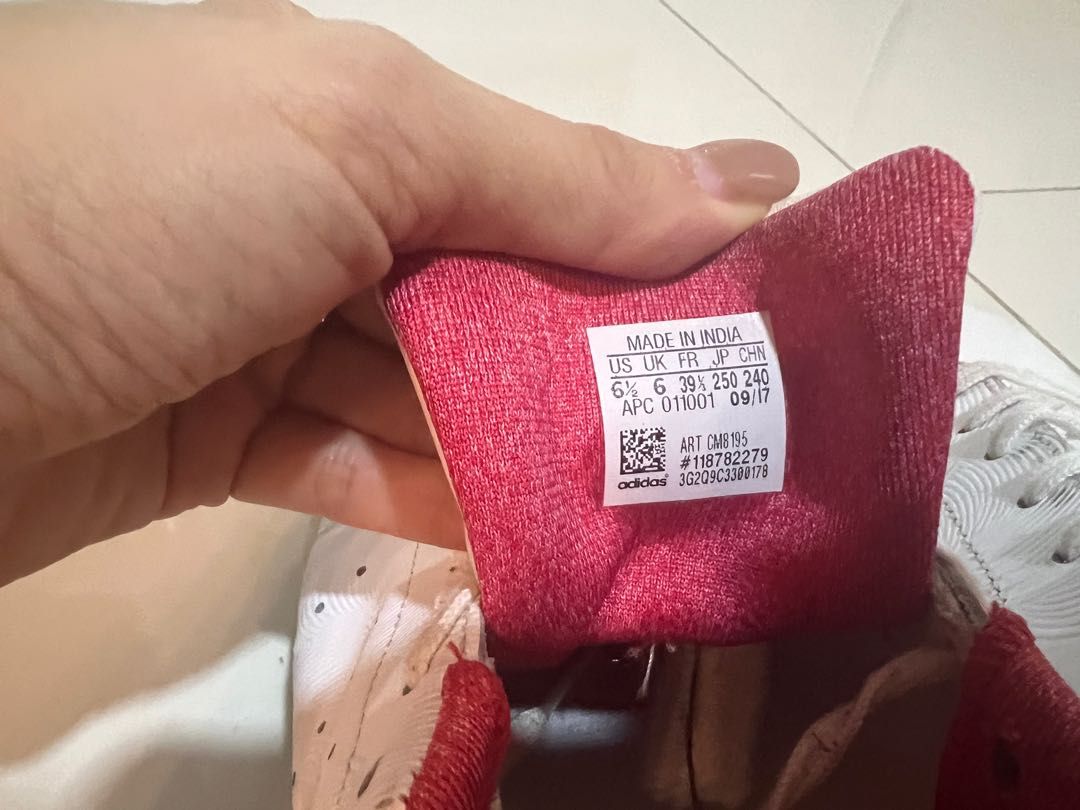 MADE IN INDIA
US UK FR JP CHN
6½ 6 39⅓ 250 240
APC 011001 09/17
ART CM8195
#118782279
adidas® 3G2Q9C3300178